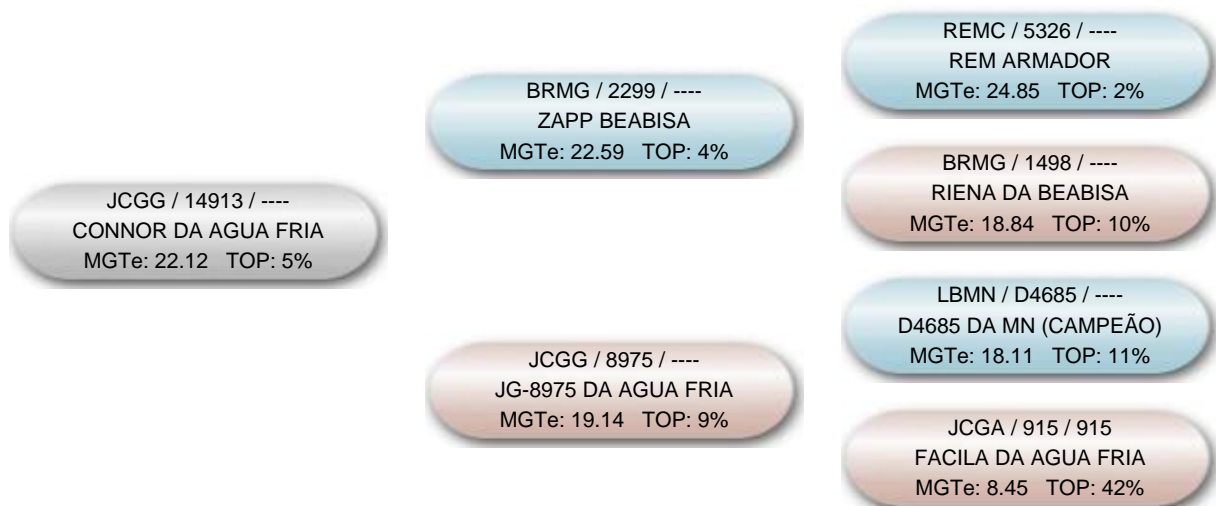 JCGG / 14913 / ----
CONNOR DA AGUA FRIA
MGTe: 22.12 TOP: 5%
BRMG / 2299 / ----
ZAPP BEABISA
MGTe: 22.59 TOP: 4%
JCGG / 8975 / ----
JG-8975 DA AGUA FRIA
MGTe: 19.14 TOP: 9%
REMC / 5326 / ----
REM ARMADOR
MGTe: 24.85 TOP: 2%
BRMG / 1498 / ----
RIENA DA BEABISA
MGTe: 18.84 TOP: 10%
LBMN / D4685 / ----
D4685 DA MN (CAMPEÃO)
MGTe: 18.11 TOP: 11%
JCGA / 915 / 915
FACILA DA AGUA FRIA
MGTe: 8.45 TOP: 42%